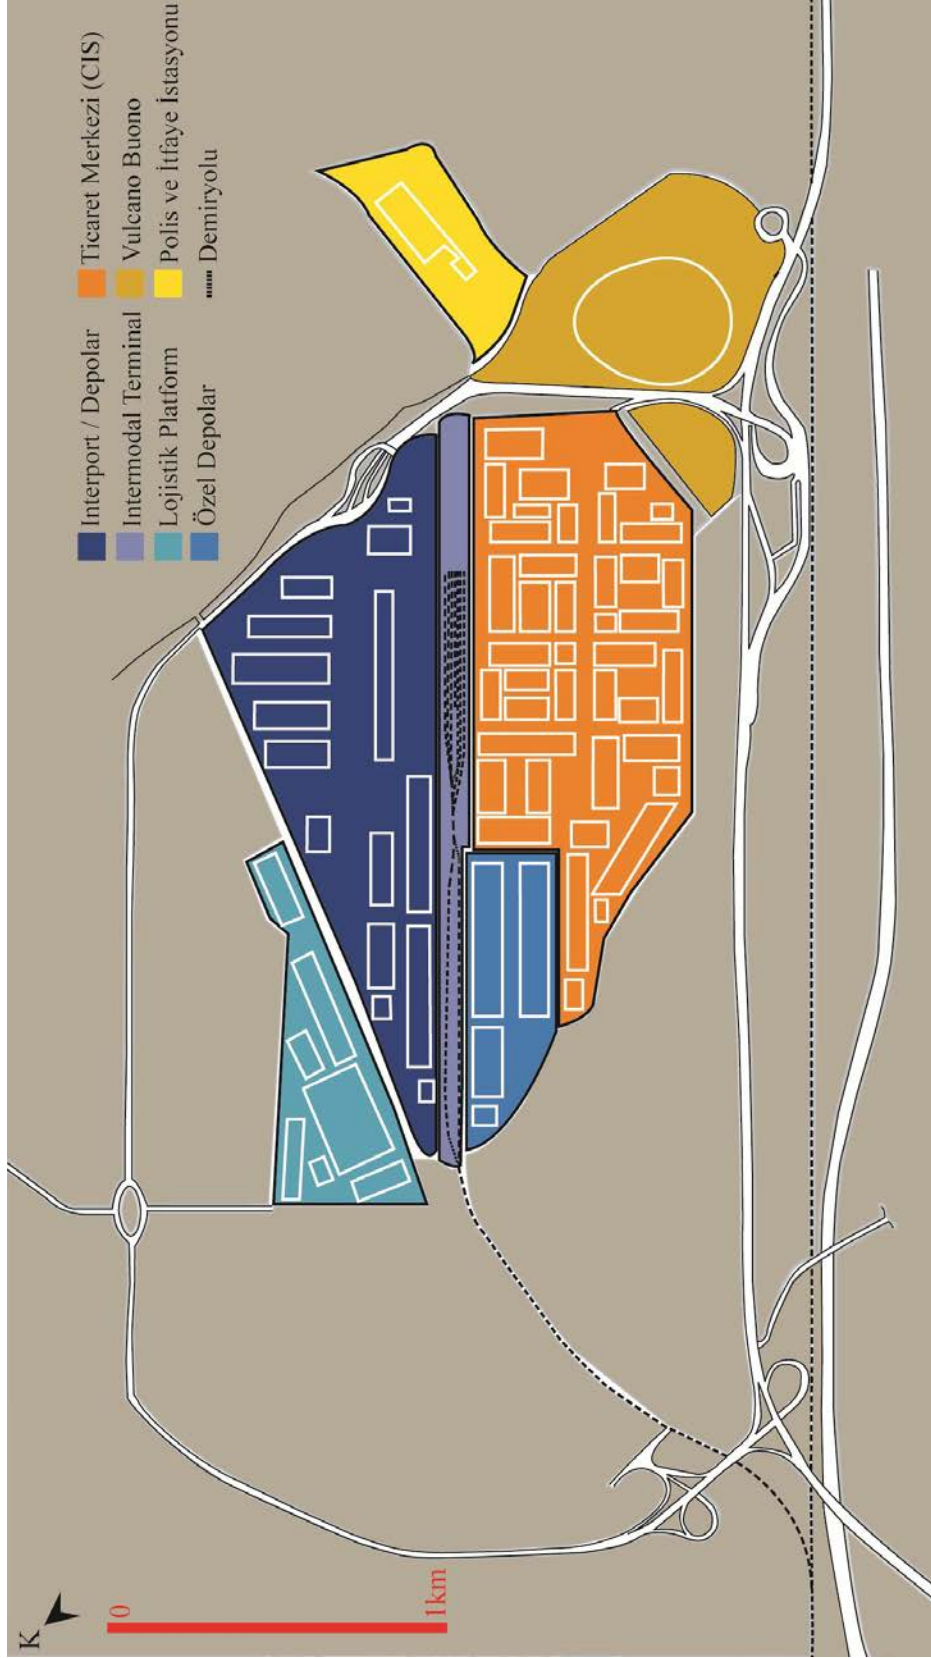 Interport / Depolar
Intermodal Terminal
Lojistik Platform
Özel Depolar
Ticaret Merkezi (CIS)
Vulcano Buono
Polis ve İtfaye İstasyonu
Demiryolu
K
0
1km